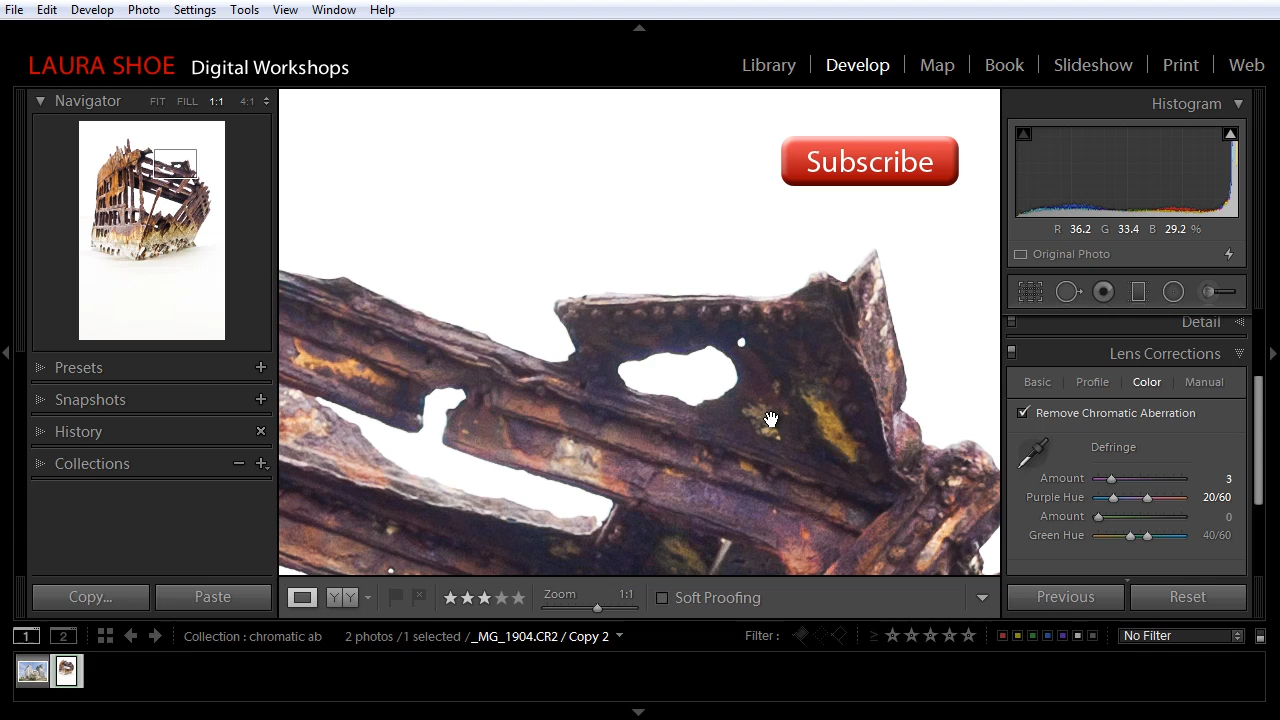 File Edit Develop Photo Settings Tools View Window Help
LAURA SHOE Digital Workshops
Library Develop Map Book Slideshow Print Web
Navigator FIT FILL 1:1 4:1
Histogram
Subscribe
R 36.2 G 33.4 B 29.2 %
Original Photo
Detail
Lens Corrections
Presets
Basic Profile Color Manual
Snapshots
Remove Chromatic Aberration
History
Defringe
Collections
Amount 3
Purple Hue 20/60
Amount 0
Green Hue 40/60
Copy... Paste
YY
Zoom 1:1
Soft Proofing
Previous Reset
1 2 Collection : chromatic ab 2 photos /1 selected /_MG_1904.CR2 / Copy 2 Filter : ≥ No Filter